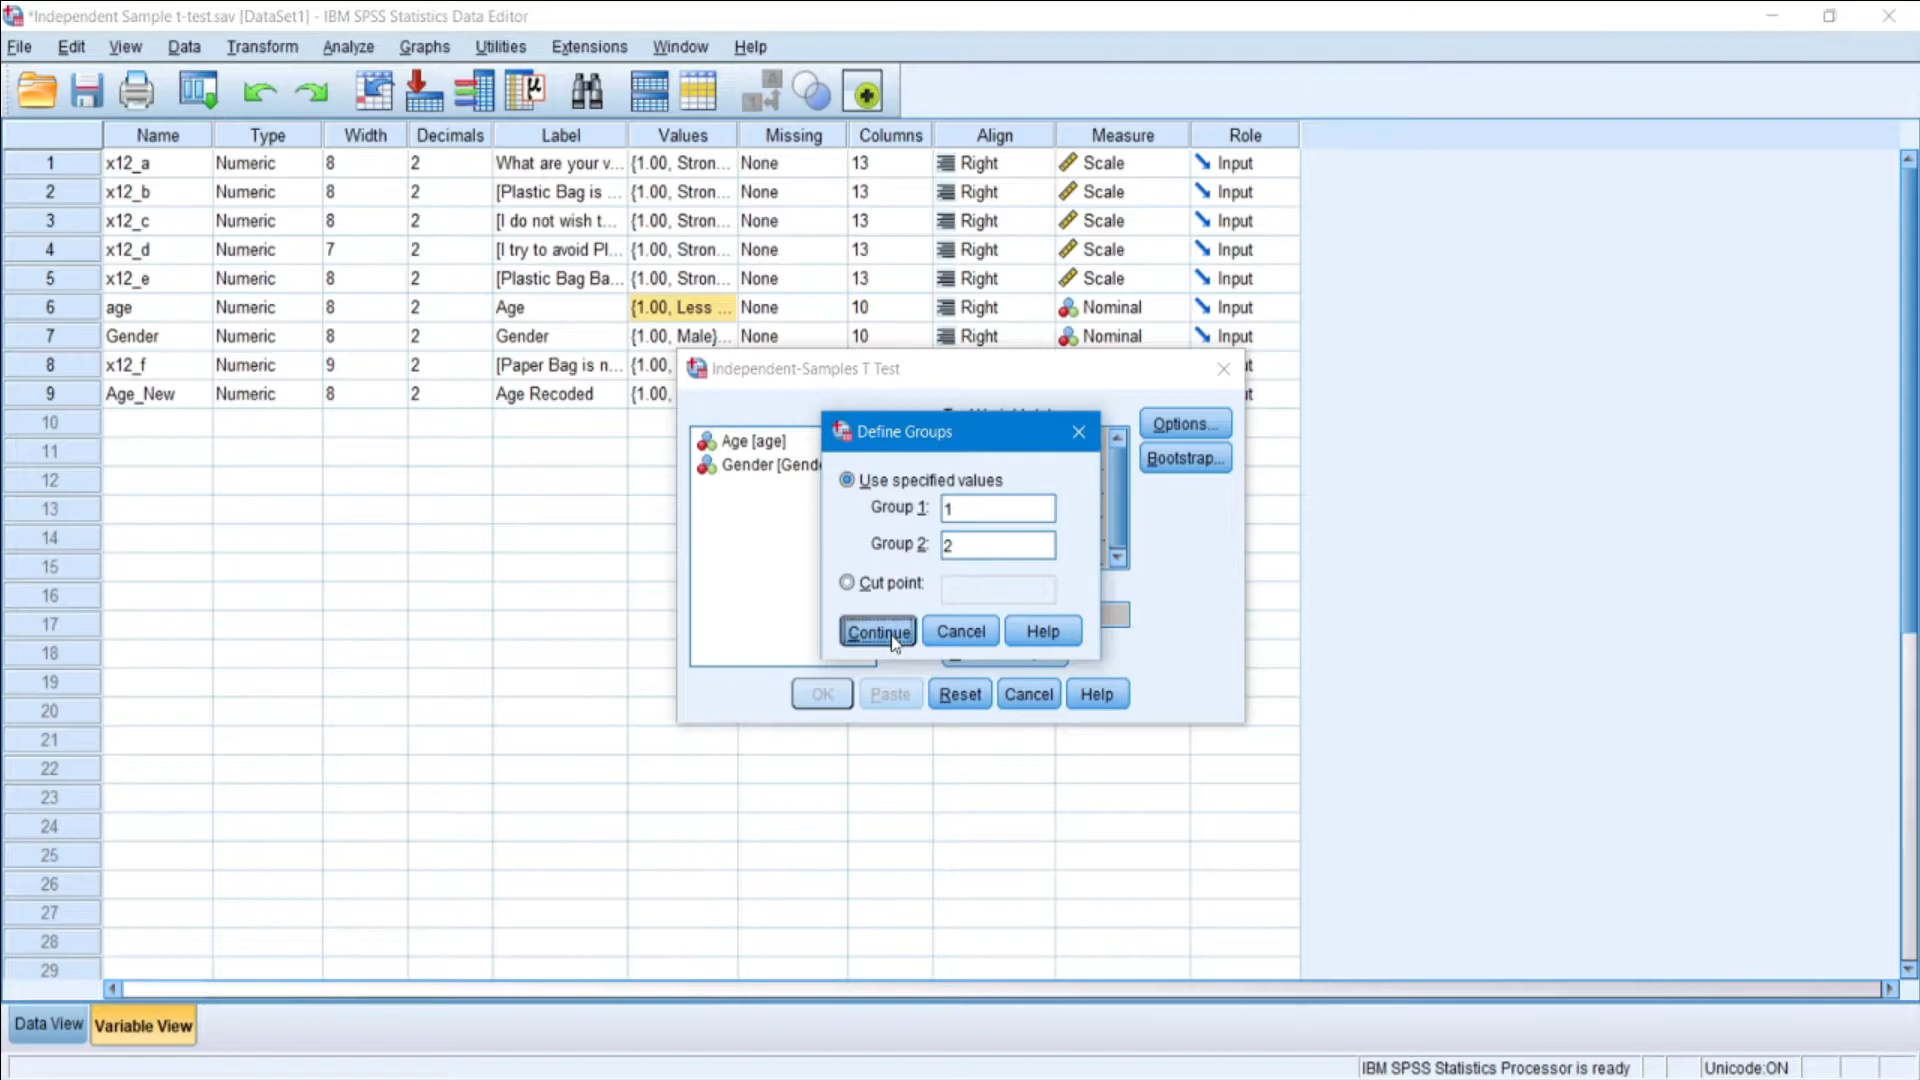 *Independent Sample t-test.sav [DataSet1] - IBM SPSS Statistics Data Editor
File Edit View Data Transform Analyze Graphs Utilities Extensions Window Help
Name Type Width Decimals Label Values Missing Columns Align Measure Role
1 x12_a Numeric 8 2 What are your v... {1.00, Stron... None 13 Right Scale Input
2 x12_b Numeric 8 2 [Plastic Bag is ... {1.00, Stron... None 13 Right Scale Input
3 x12_c Numeric 8 2 [I do not wish t... {1.00, Stron... None 13 Right Scale Input
4 x12_d Numeric 7 2 [I try to avoid Pl... {1.00, Stron... None 13 Right Scale Input
5 x12_e Numeric 8 2 [Plastic Bag Ba... {1.00, Stron... None 13 Right Scale Input
6 age Numeric 8 2 Age {1.00, Less ... None 10 Right Nominal Input
7 Gender Numeric 8 2 Gender {1.00, Male}... None 10 Right Nominal Input
8 x12_f Numeric 9 2 [Paper Bag is n... {1.00,
9 Age_New Numeric 8 2 Age Recoded {1.00,
10
11
12
13
14
15
16
17
18
19
20
21
22
23
24
25
26
27
28
29
Independent-Samples T Test
Age [age]
Gender [Gende
Options...
Bootstrap...
Define Groups
Use specified values
Group 1: 1
Group 2: 2
Cut point:
Continue Cancel Help
OK Paste Reset Cancel Help
Data View Variable View
IBM SPSS Statistics Processor is ready Unicode:ON